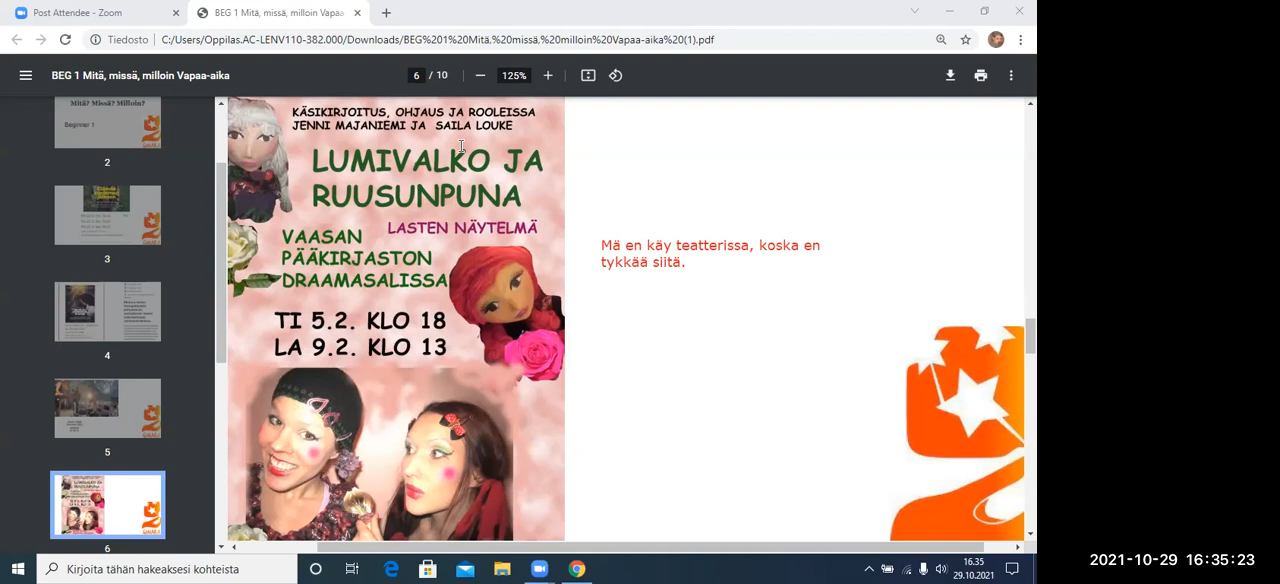 Post Attendee - Zoom
BEG 1 Mitä, missä, milloin Vapaa
Tiedosto
C:/Users/Oppilas.AC-LENV110-382.000/Downloads/BEG%201%20Mitä,%20missä,%20milloin%20Vapaa-aika%20(1).pdf
BEG 1 Mitä, missä, milloin Vapaa-aika
6 / 10
125%
Mitä? Missä? Milloin?
Beginner 1
2
3
4
5
6
KÄSIKIRJOITUS, OHJAUS JA ROOLEISSA
JENNI MAJANIEMI JA SAILA LOUKE
LUMIVALKO JA
RUUSUNPUNA
LASTEN NÄYTELMÄ
VAASAN
PÄÄKIRJASTON
DRAAMASALISSA
TI 5.2. KLO 18
LA 9.2. KLO 13
Mä en käy teatterissa, koska en
tykkää siitä.
Kirjoita tähän hakeaksesi kohteista
16.35
29.10.2021
2021-10-29 16:35:23